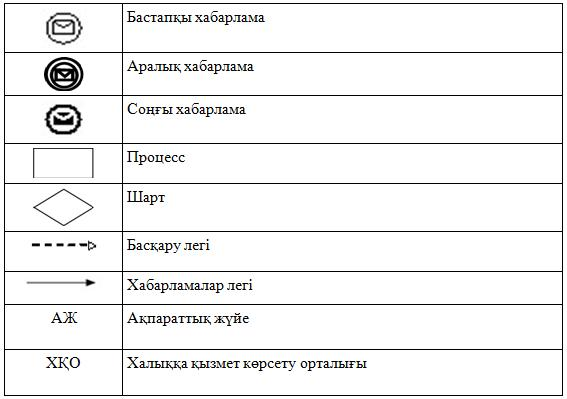 Бастапқы хабарлама
Аралық хабарлама
Соңғы хабарлама
Процесс
Шарт
Басқару легі
Хабарламалар легі
АЖ Ақпараттық жүйе
ХҚО Халыққа қызмет көрсету орталығы